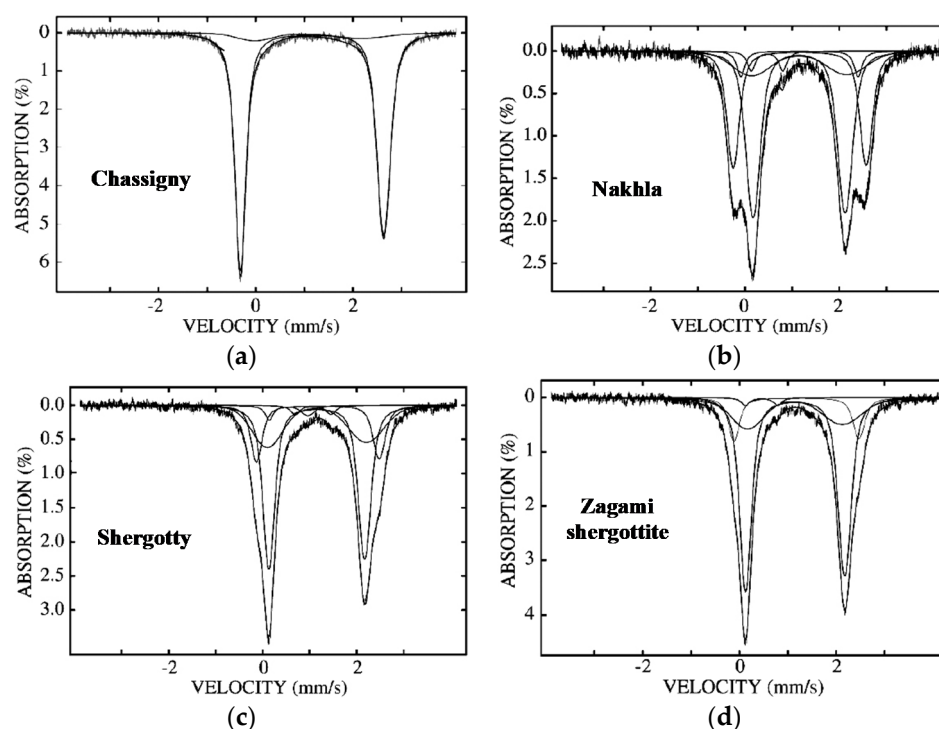 0
1
2
3
4
5
6
ABSORPTION (%)
Chassigny
-2
0
2
VELOCITY (mm/s)
(a)
0.0
0.5
1.0
1.5
2.0
2.5
ABSORPTION (%)
Nakhla
-2
0
2
VELOCITY (mm/s)
(b)
0.0
0.5
1.0
1.5
2.0
2.5
3.0
ABSORPTION (%)
Shergotty
-2
0
2
VELOCITY (mm/s)
(c)
0
1
2
3
4
ABSORPTION (%)
Zagami
shergottite
-2
0
2
VELOCITY (mm/s)
(d)